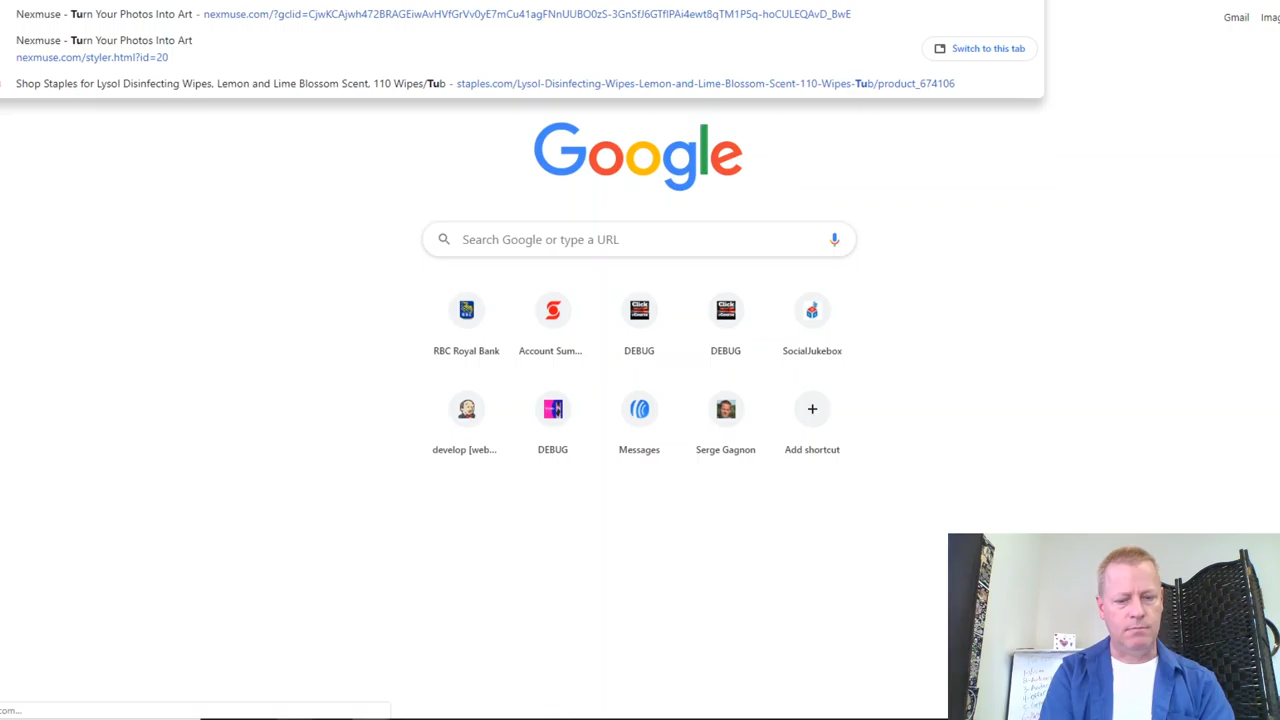 Nexmuse - Turn Your Photos Into Art - nexmuse.com/?gclid=CjwKCAjwh472BRAGEiwAvHVfGrVv0yE7mCu41agFNnUUBO0zS-3GnSfJ6GTflPAi4ewt8qTM1P5q-hoCULEQAvD_BwE
Gmail
Nexmuse - Turn Your Photos Into Art
nexmuse.com/styler.html?id=20
Switch to this tab
Shop Staples for Lysol Disinfecting Wipes, Lemon and Lime Blossom Scent, 110 Wipes/Tub - staples.com/Lysol-Disinfecting-Wipes-Lemon-and-Lime-Blossom-Scent-110-Wipes-Tub/product_674106
Google
Search Google or type a URL
RBC Royal Bank
Account Sum...
DEBUG
DEBUG
SocialJukebox
develop [web...
DEBUG
Messages
Serge Gagnon
Add shortcut
com...